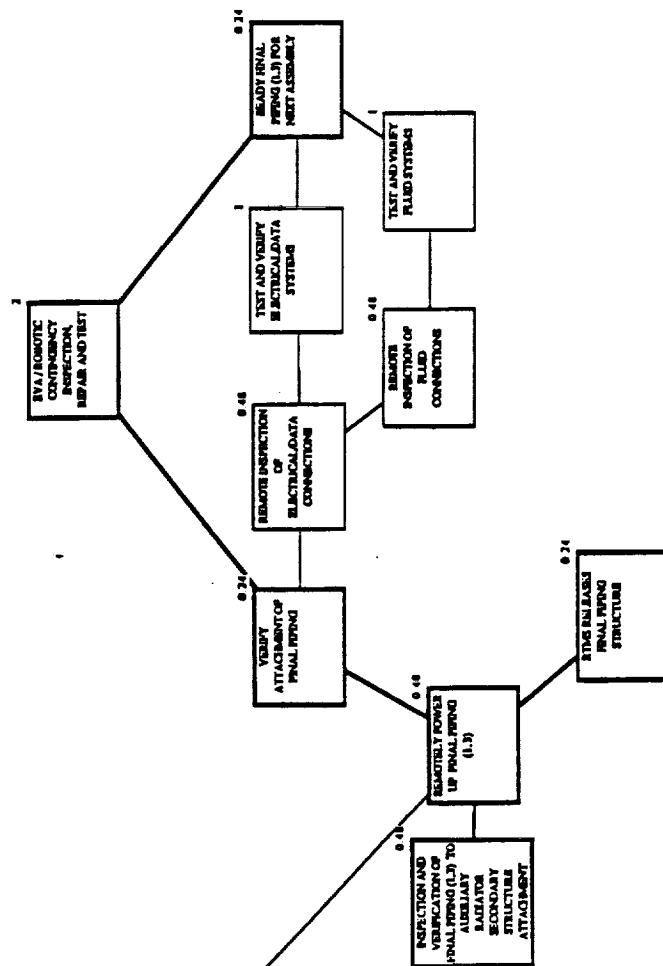 2
EVA / ROBOTIC
CONTINGENCY
INSPECTION,
REPAIR AND TEST
0.24
VERIFY
ATTACHMENT OF
FINAL PIPING
0.48
REMOTE INSPECTION
OF
ELECTRICAL/DATA
CONNECTIONS
1
TEST AND VERIFY
ELECTRICAL/DATA
SYSTEMS
0.24
READY FINAL
PIPING (1,3) FOR
NEXT ASSEMBLY
0.48
REMOTE
INSPECTION OF
FLUID
CONNECTIONS
1
TEST AND VERIFY
FLUID SYSTEMS
0.48
INSPECTION AND
VERIFICATION OF
FINAL PIPING (1,3) TO
AUXILIARY
RADIATOR
SECONDARY
STRUCTURE
ATTACHMENT
0.48
REMOTELY POWER
UP FINAL PIPING
(1,3)
0.24
RTMS RELEASES
FINAL PIPING
STRUCTURE